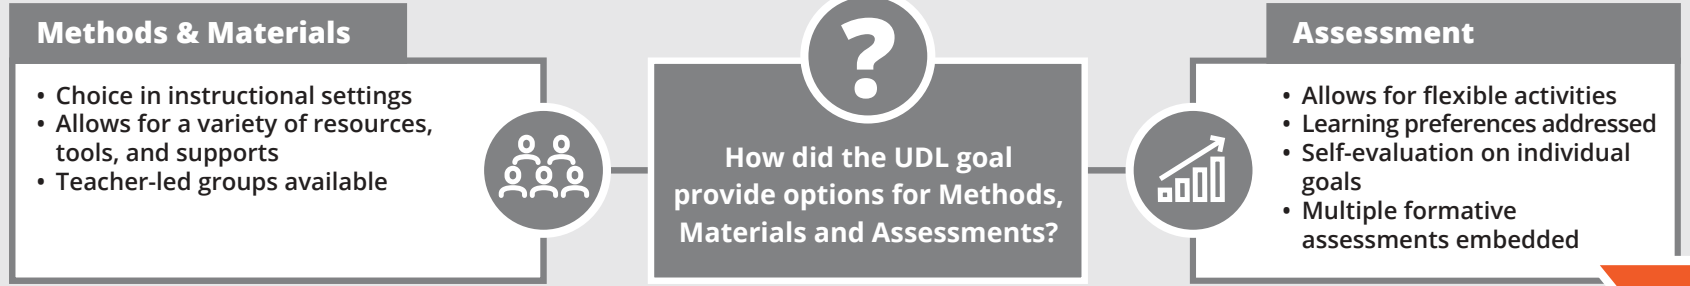 Methods & Materials
• Choice in instructional settings
• Allows for a variety of resources,
tools, and supports
• Teacher-led groups available
?
How did the UDL goal
provide options for Methods,
Materials and Assessments?
Assessment
• Allows for flexible activities
• Learning preferences addressed
• Self-evaluation on individual
goals
• Multiple formative
assessments embedded